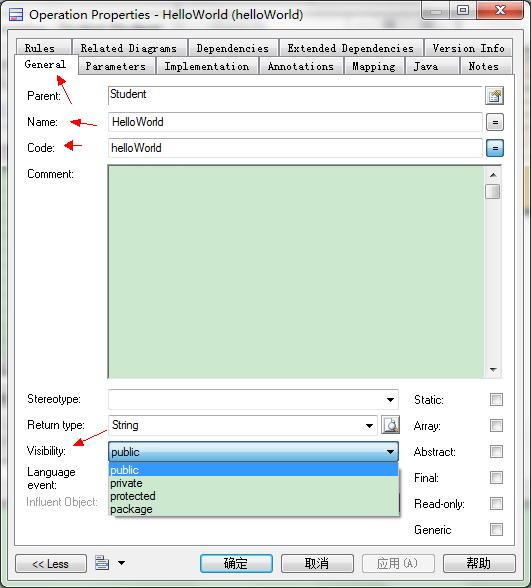 Operation Properties - HelloWorld (helloWorld)
Rules Related Diagrams Dependencies Extended Dependencies Version Info
General Parameters Implementation Annotations Mapping Java Notes
Parent: Student
Name: HelloWorld =
Code: helloWorld =
Comment:
Stereotype: Static:
Return type: String Array:
Visibility: public Abstract:
public
Language event: private Final:
protected
Influent Object: package Read-only:
Generic
<< Less 确定 取消 应用(A) 帮助